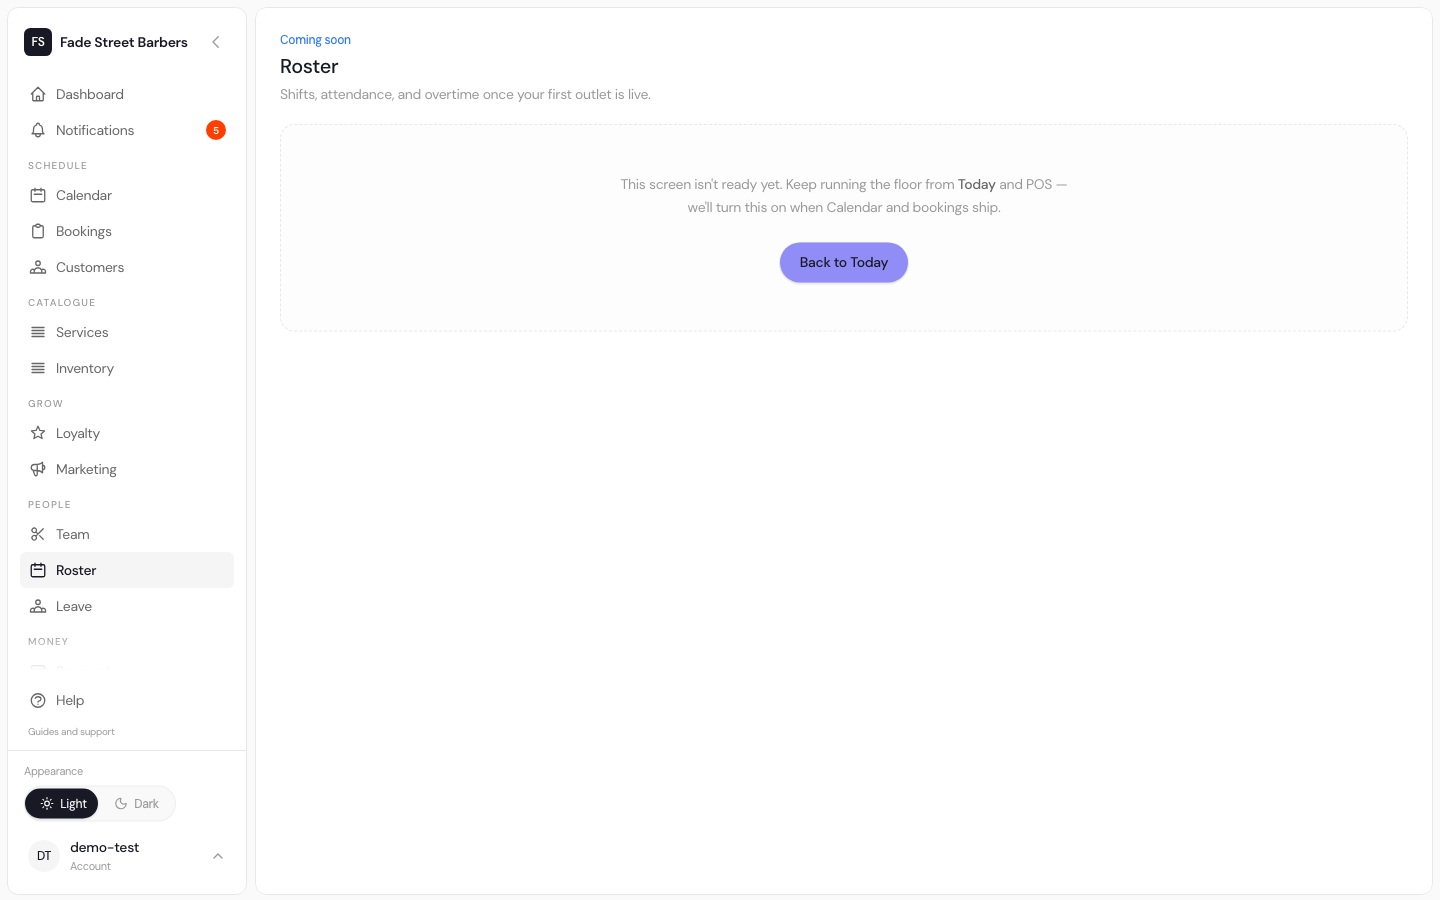 FS
Fade Street Barbers
Dashboard
Notifications
5
SCHEDULE
Calendar
Bookings
Customers
CATALOGUE
Services
Inventory
GROW
Loyalty
Marketing
PEOPLE
Team
Roster
Leave
MONEY
Help
Guides and support
Appearance
Light
Dark
DT
demo-test
Account
Coming soon
Roster
Shifts, attendance, and overtime once your first outlet is live.
This screen isn't ready yet. Keep running the floor from Today and POS —
we'll turn this on when Calendar and bookings ship.
Back to Today